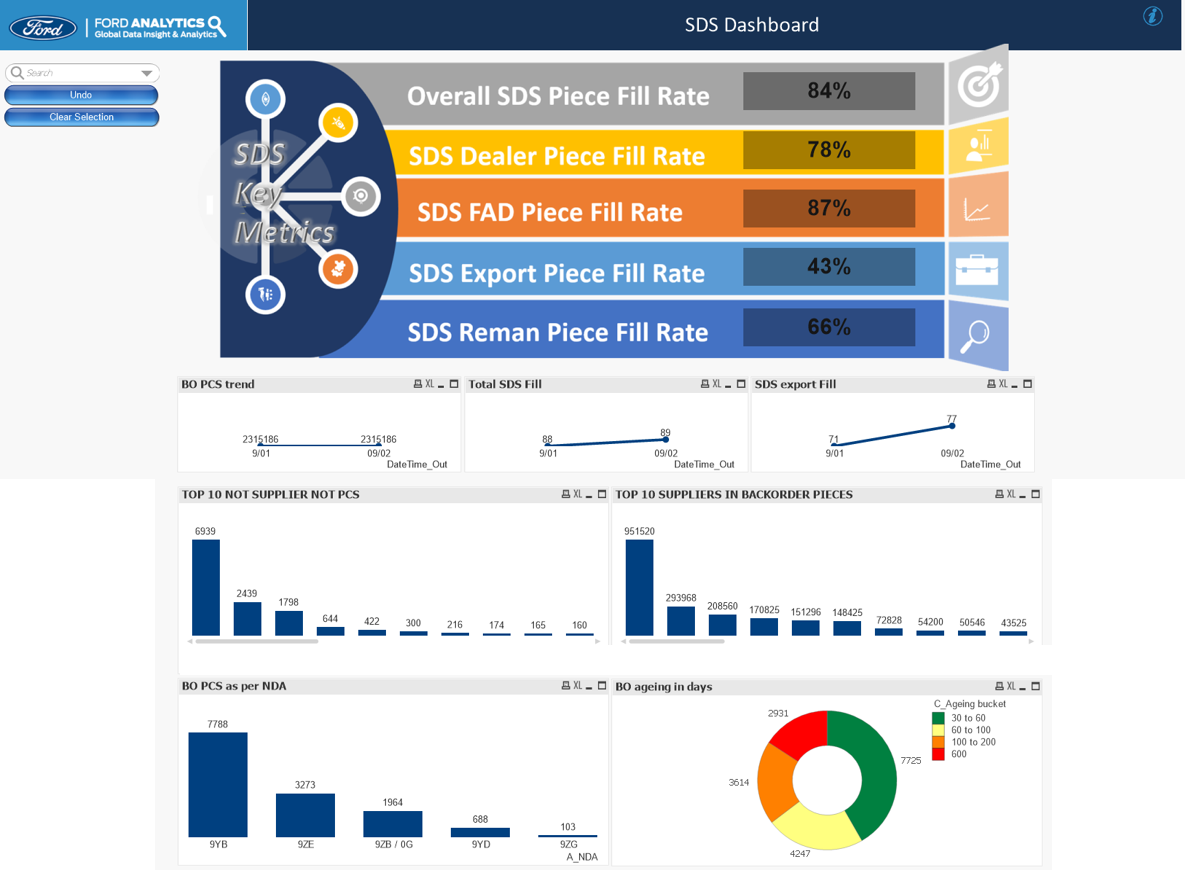 Ford
FORD ANALYTICS
Global Data Insight & Analytics
SDS Dashboard
i
Search
Undo
Clear Selection
SDS
Key
Metrics
Overall SDS Piece Fill Rate 84%
SDS Dealer Piece Fill Rate 78%
SDS FAD Piece Fill Rate 87%
SDS Export Piece Fill Rate 43%
SDS Reman Piece Fill Rate 66%
BO PCS trend XL
2315186 2315186
9/01 09/02
DateTime_Out
Total SDS Fill XL
88 89
9/01 09/02
DateTime_Out
SDS export Fill XL
71 77
9/01 09/02
DateTime_Out
TOP 10 NOT SUPPLIER NOT PCS XL
6939 2439 1798 644 422 300 216 174 165 160
TOP 10 SUPPLIERS IN BACKORDER PIECES XL
951520 293968 208560 170825 151296 148425 72828 54200 50546 43525
BO PCS as per NDA XL
7788 3273 1964 688 103
9YB 9ZE 9ZB / 0G 9YD 9ZG
A_NDA
BO ageing in days XL
C_Ageing bucket
30 to 60
60 to 100
100 to 200
600
2931
7725
3614
4247